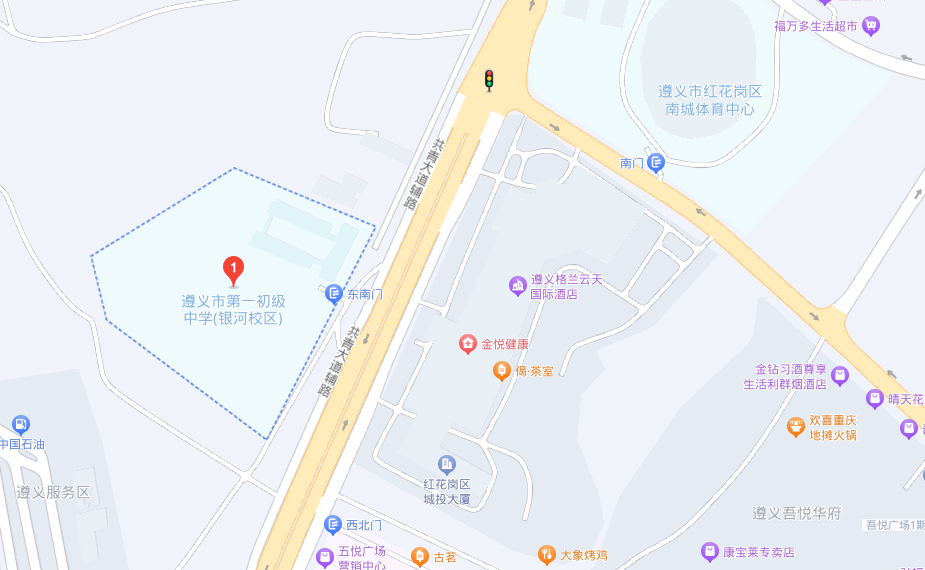 福万多生活超市
遵义市红花岗区
南城体育中心
共青大道辅路
南门
1
遵义市第一初级
中学(银河校区)
东南门
遵义格兰云天
国际酒店
共青大道辅路
金悦健康
偈·茶室
金钻习酒尊享
生活利群烟酒店
晴天花
欢喜重庆
地摊火锅
中国石油
遵义服务区
红花岗区
城投大厦
遵义吾悦华府
吾悦广场1期
西北门
五悦广场
营销中心
古茗
大象烤鸡
康宝莱专卖店